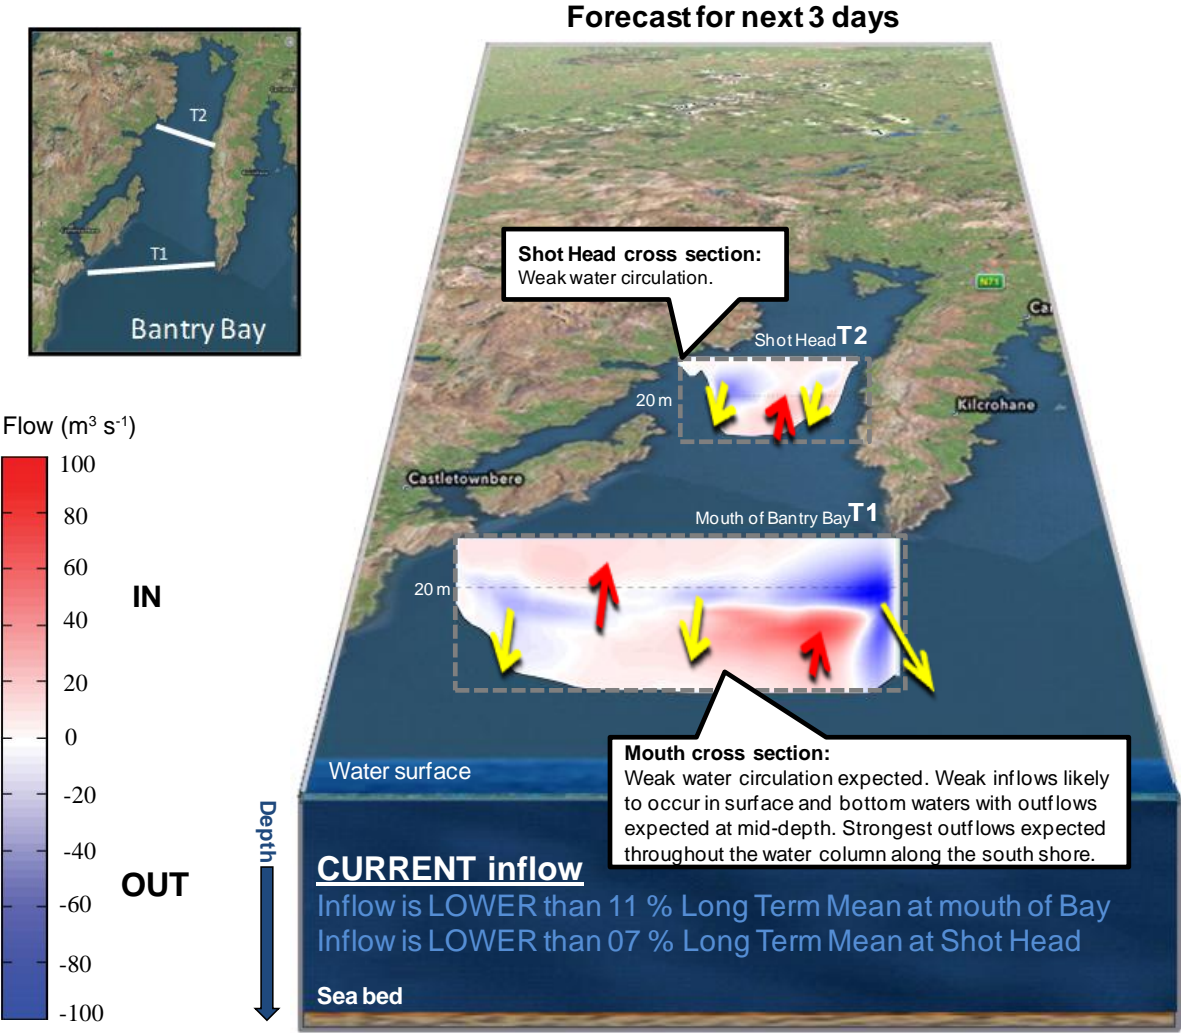 Forecast for next 3 days
T2
T1
Bantry Bay
Shot Head cross section:
Weak water circulation.
N71
Shot Head T2
20 m
Kilcrohane
Castletownbere
Mouth of Bantry Bay T1
20 m
Flow (m³ s⁻¹)
100
80
60
40
20
0
-20
-40
-60
-80
-100
IN
OUT
Depth
Mouth cross section:
Weak water circulation expected. Weak inflows likely
to occur in surface and bottom waters with outflows
expected at mid-depth. Strongest outflows expected
throughout the water column along the south shore.
Water surface
CURRENT inflow
Inflow is LOWER than 11 % Long Term Mean at mouth of Bay
Inflow is LOWER than 07 % Long Term Mean at Shot Head
Sea bed